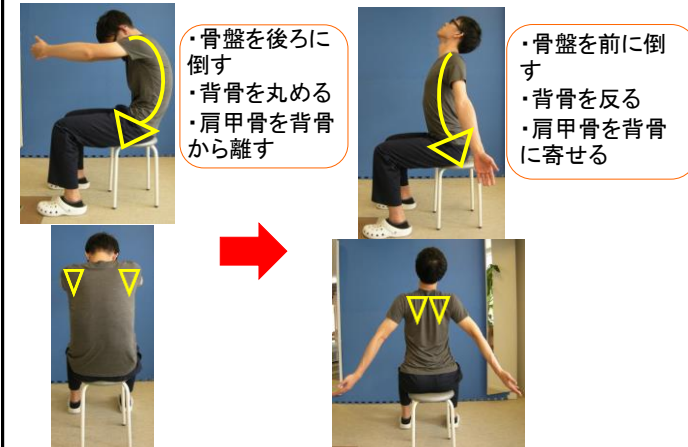 ・骨盤を後ろに
倒す
・背骨を丸める
・肩甲骨を背骨
から離す
・骨盤を前に倒
す
・背骨を反る
・肩甲骨を背骨
に寄せる